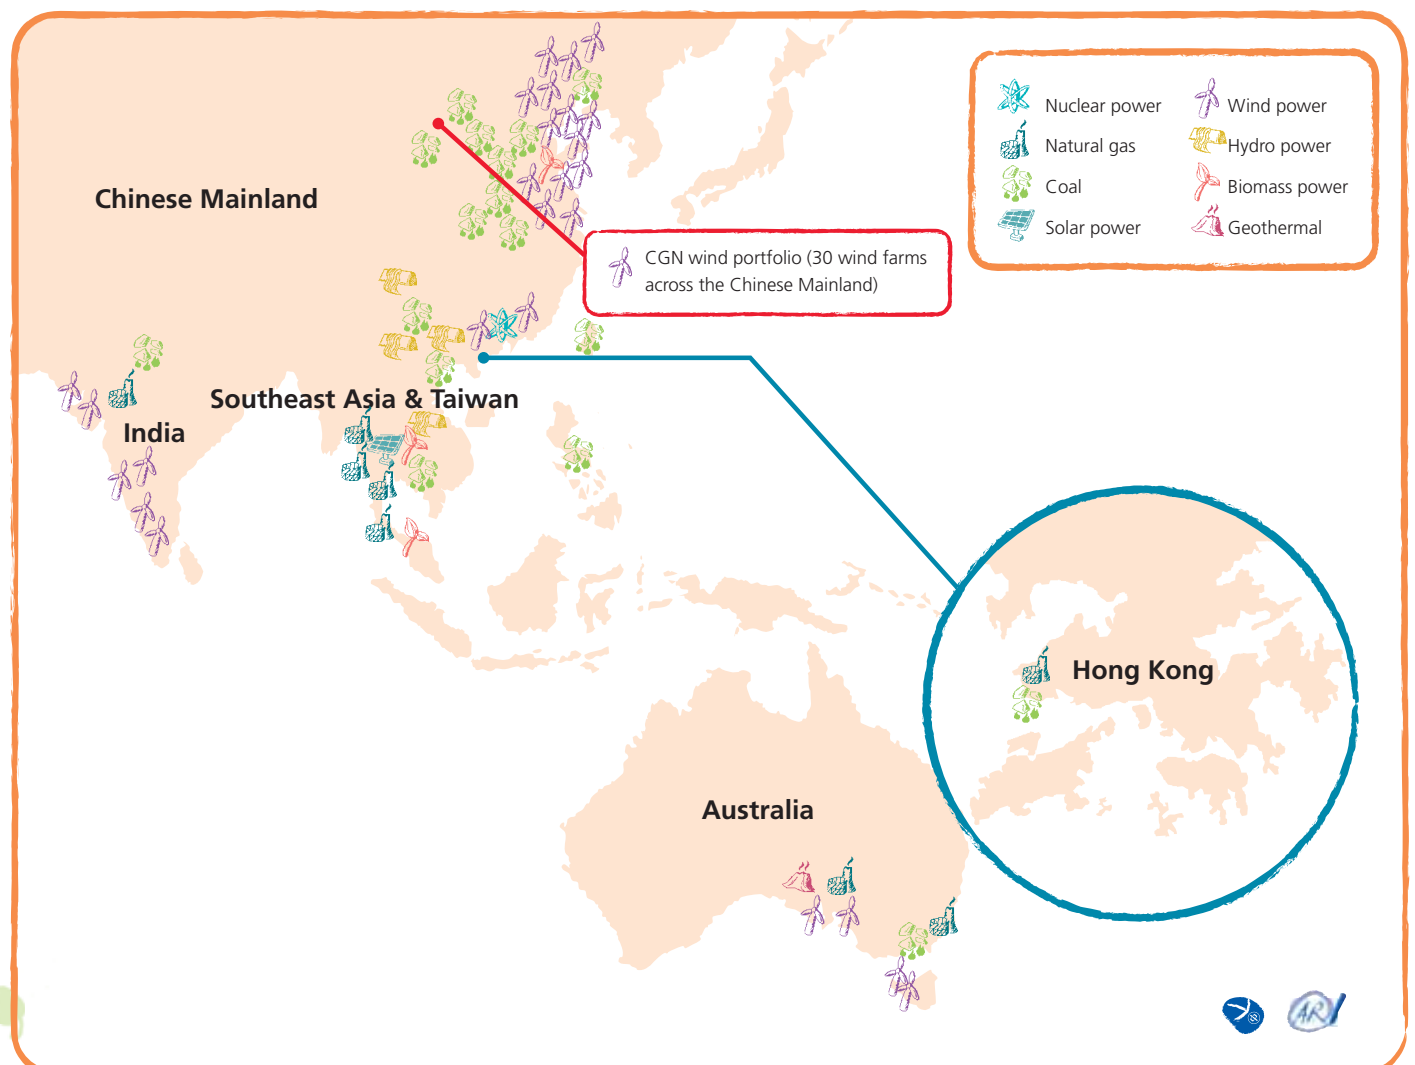 Nuclear power
Wind power
Natural gas
Hydro power
Coal
Biomass power
Solar power
Geothermal
Chinese Mainland
CGN wind portfolio (30 wind farms
across the Chinese Mainland)
Southeast Asia & Taiwan
India
Hong Kong
Australia
AR